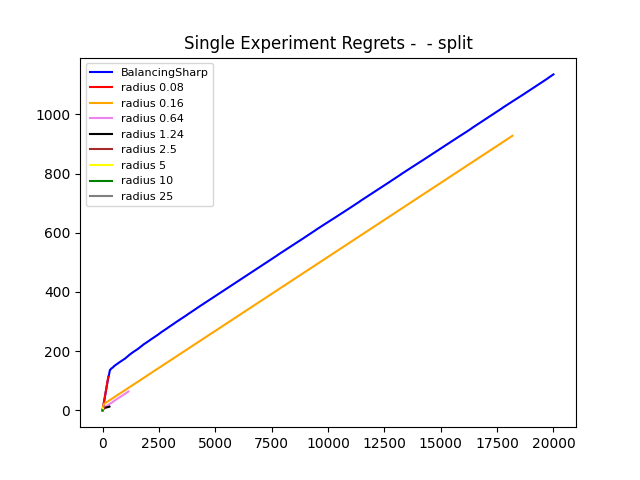 Single Experiment Regrets -  - split
BalancingSharp
radius 0.08
radius 0.16
radius 0.64
radius 1.24
radius 2.5
radius 5
radius 10
radius 25
1000
800
600
400
200
0
0 2500 5000 7500 10000 12500 15000 17500 20000